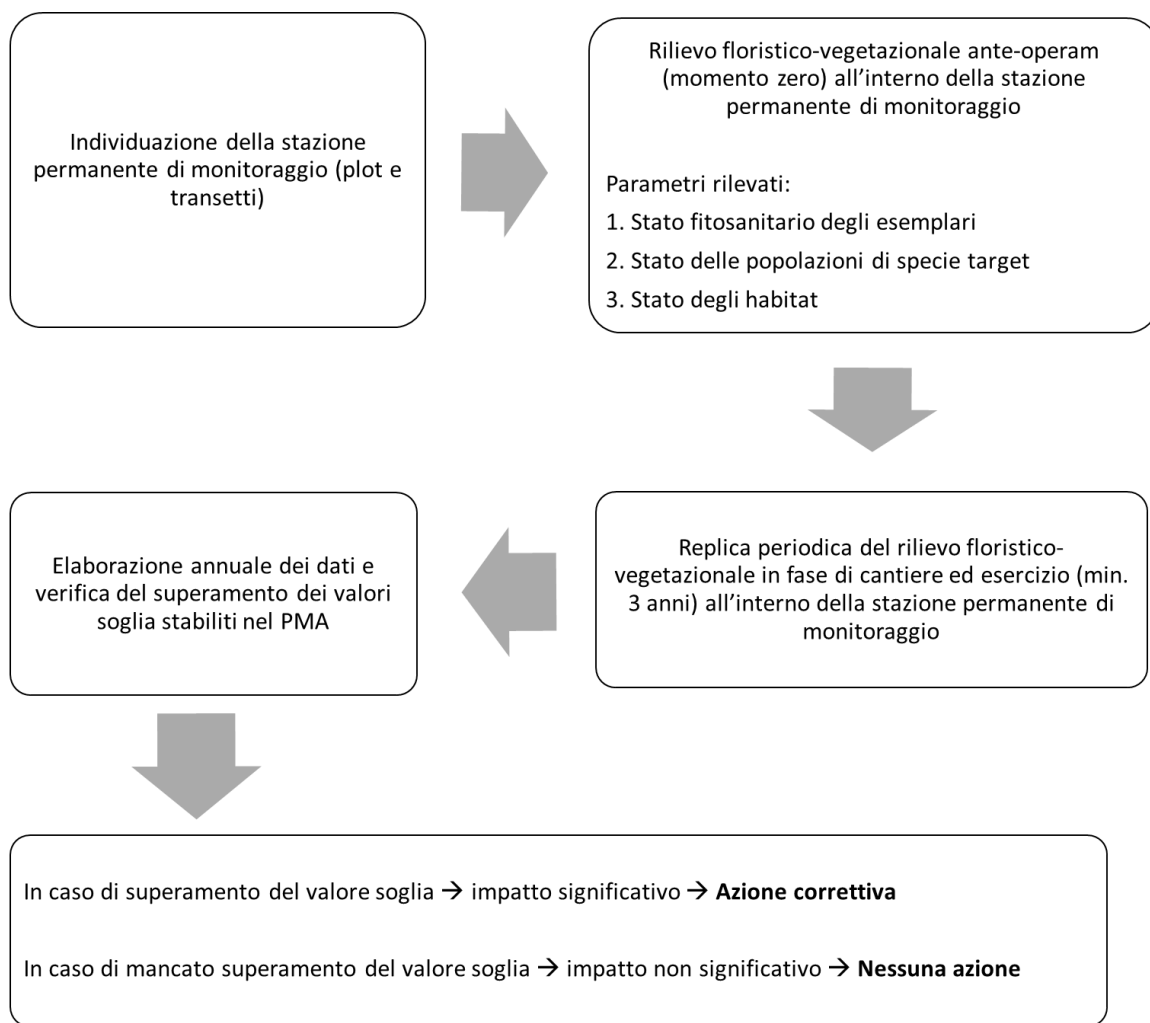 Individuazione della stazione
permanente di monitoraggio (plot e
transetti)
Rilievo floristico-vegetazionale ante-operam
(momento zero) all’interno della stazione
permanente di monitoraggio
Parametri rilevati:
1. Stato fitosanitario degli esemplari
2. Stato delle popolazioni di specie target
3. Stato degli habitat
Replica periodica del rilievo floristico-
vegetazionale in fase di cantiere ed esercizio (min.
3 anni) all’interno della stazione permanente di
monitoraggio
Elaborazione annuale dei dati e
verifica del superamento dei valori
soglia stabiliti nel PMA
In caso di superamento del valore soglia → impatto significativo → Azione correttiva
In caso di mancato superamento del valore soglia → impatto non significativo → Nessuna azione